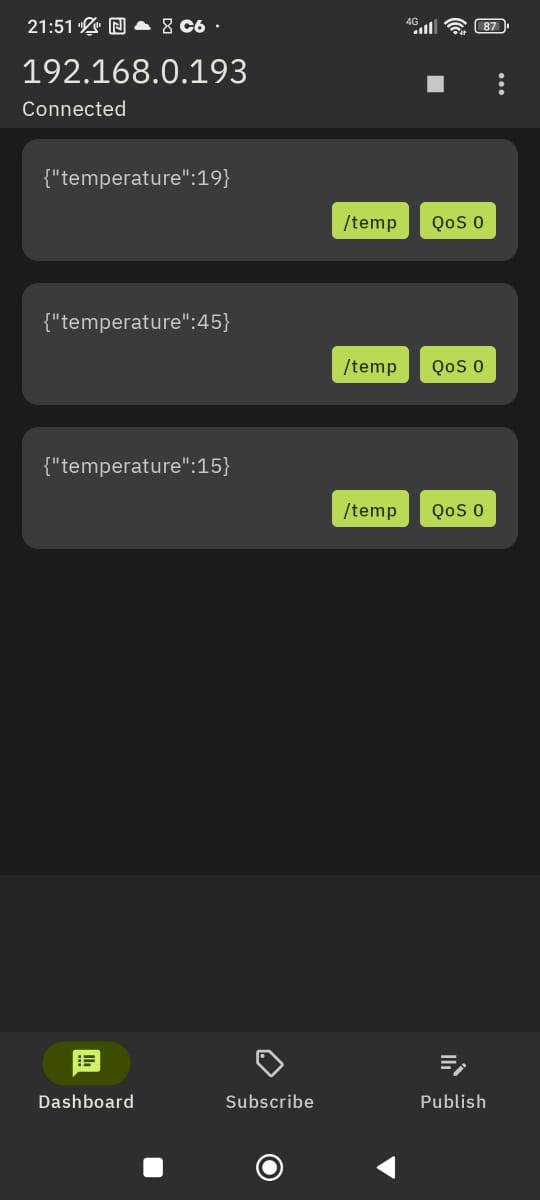 21:51 C6
4G 87
192.168.0.193
Connected
{"temperature":19}
/temp QoS 0
{"temperature":45}
/temp QoS 0
{"temperature":15}
/temp QoS 0
Dashboard Subscribe Publish